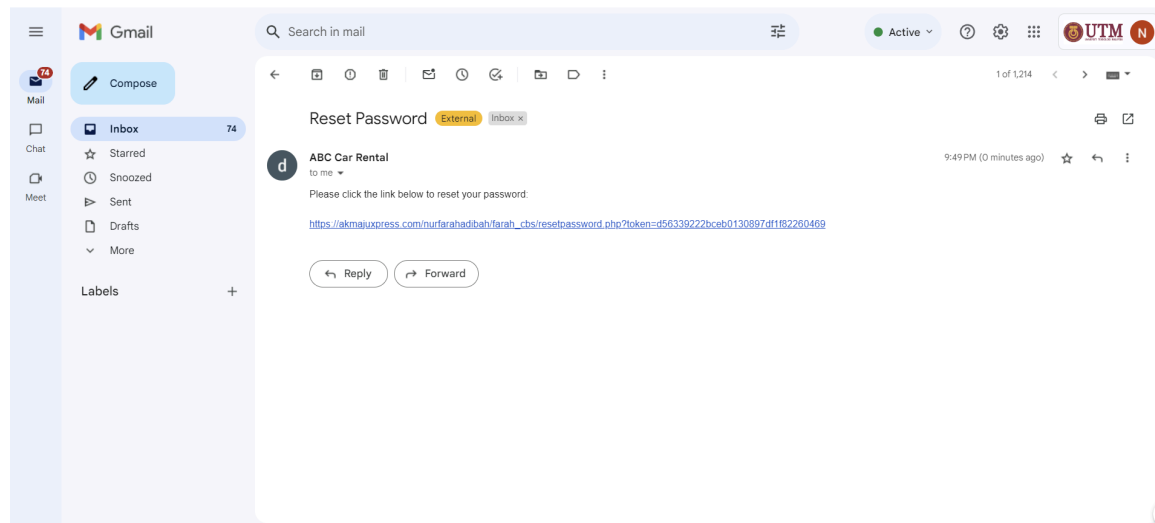 Gmail
Search in mail
Active
UTM
N
74
Mail
Chat
Meet
Compose
Inbox 74
Starred
Snoozed
Sent
Drafts
More
Labels +
1 of 1,214
Reset Password External Inbox x
d
ABC Car Rental
9:49 PM (0 minutes ago)
to me
Please click the link below to reset your password:
https://akmajuxpress.com/nurfarahadibah/farah_cbs/resetpassword.php?token=d56339222bceb0130897df1f82260469
Reply
Forward